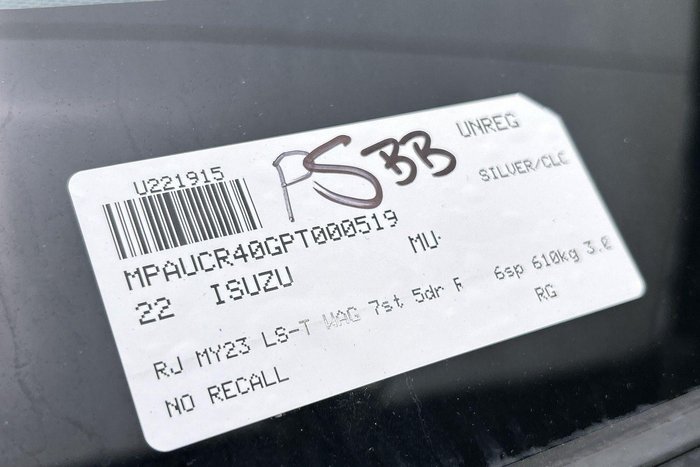 UNREG
PS BB
U221915
SILVER/CLC
MPAUCR40GPT000519
22 ISUZU MU-
RJ MY23 LS-T WAG 7st 5dr R 6sp 610kg 3.0
NO RECALL RG